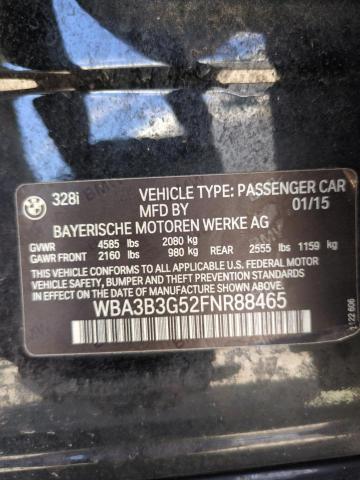 328i VEHICLE TYPE: PASSENGER CAR
MFD BY 01/15
BAYERISCHE MOTOREN WERKE AG
GVWR 4585 lbs 2080 kg
GAWR FRONT 2160 lbs 980 kg REAR 2555 lbs 1159 kg
THIS VEHICLE CONFORMS TO ALL APPLICABLE U.S. FEDERAL
MOTOR VEHICLE SAFETY, BUMPER, AND THEFT PREVENTION
STANDARDS IN EFFECT ON THE DATE OF MANUFACTURE SHOWN ABOVE.
WBA3B3G52FNR88465